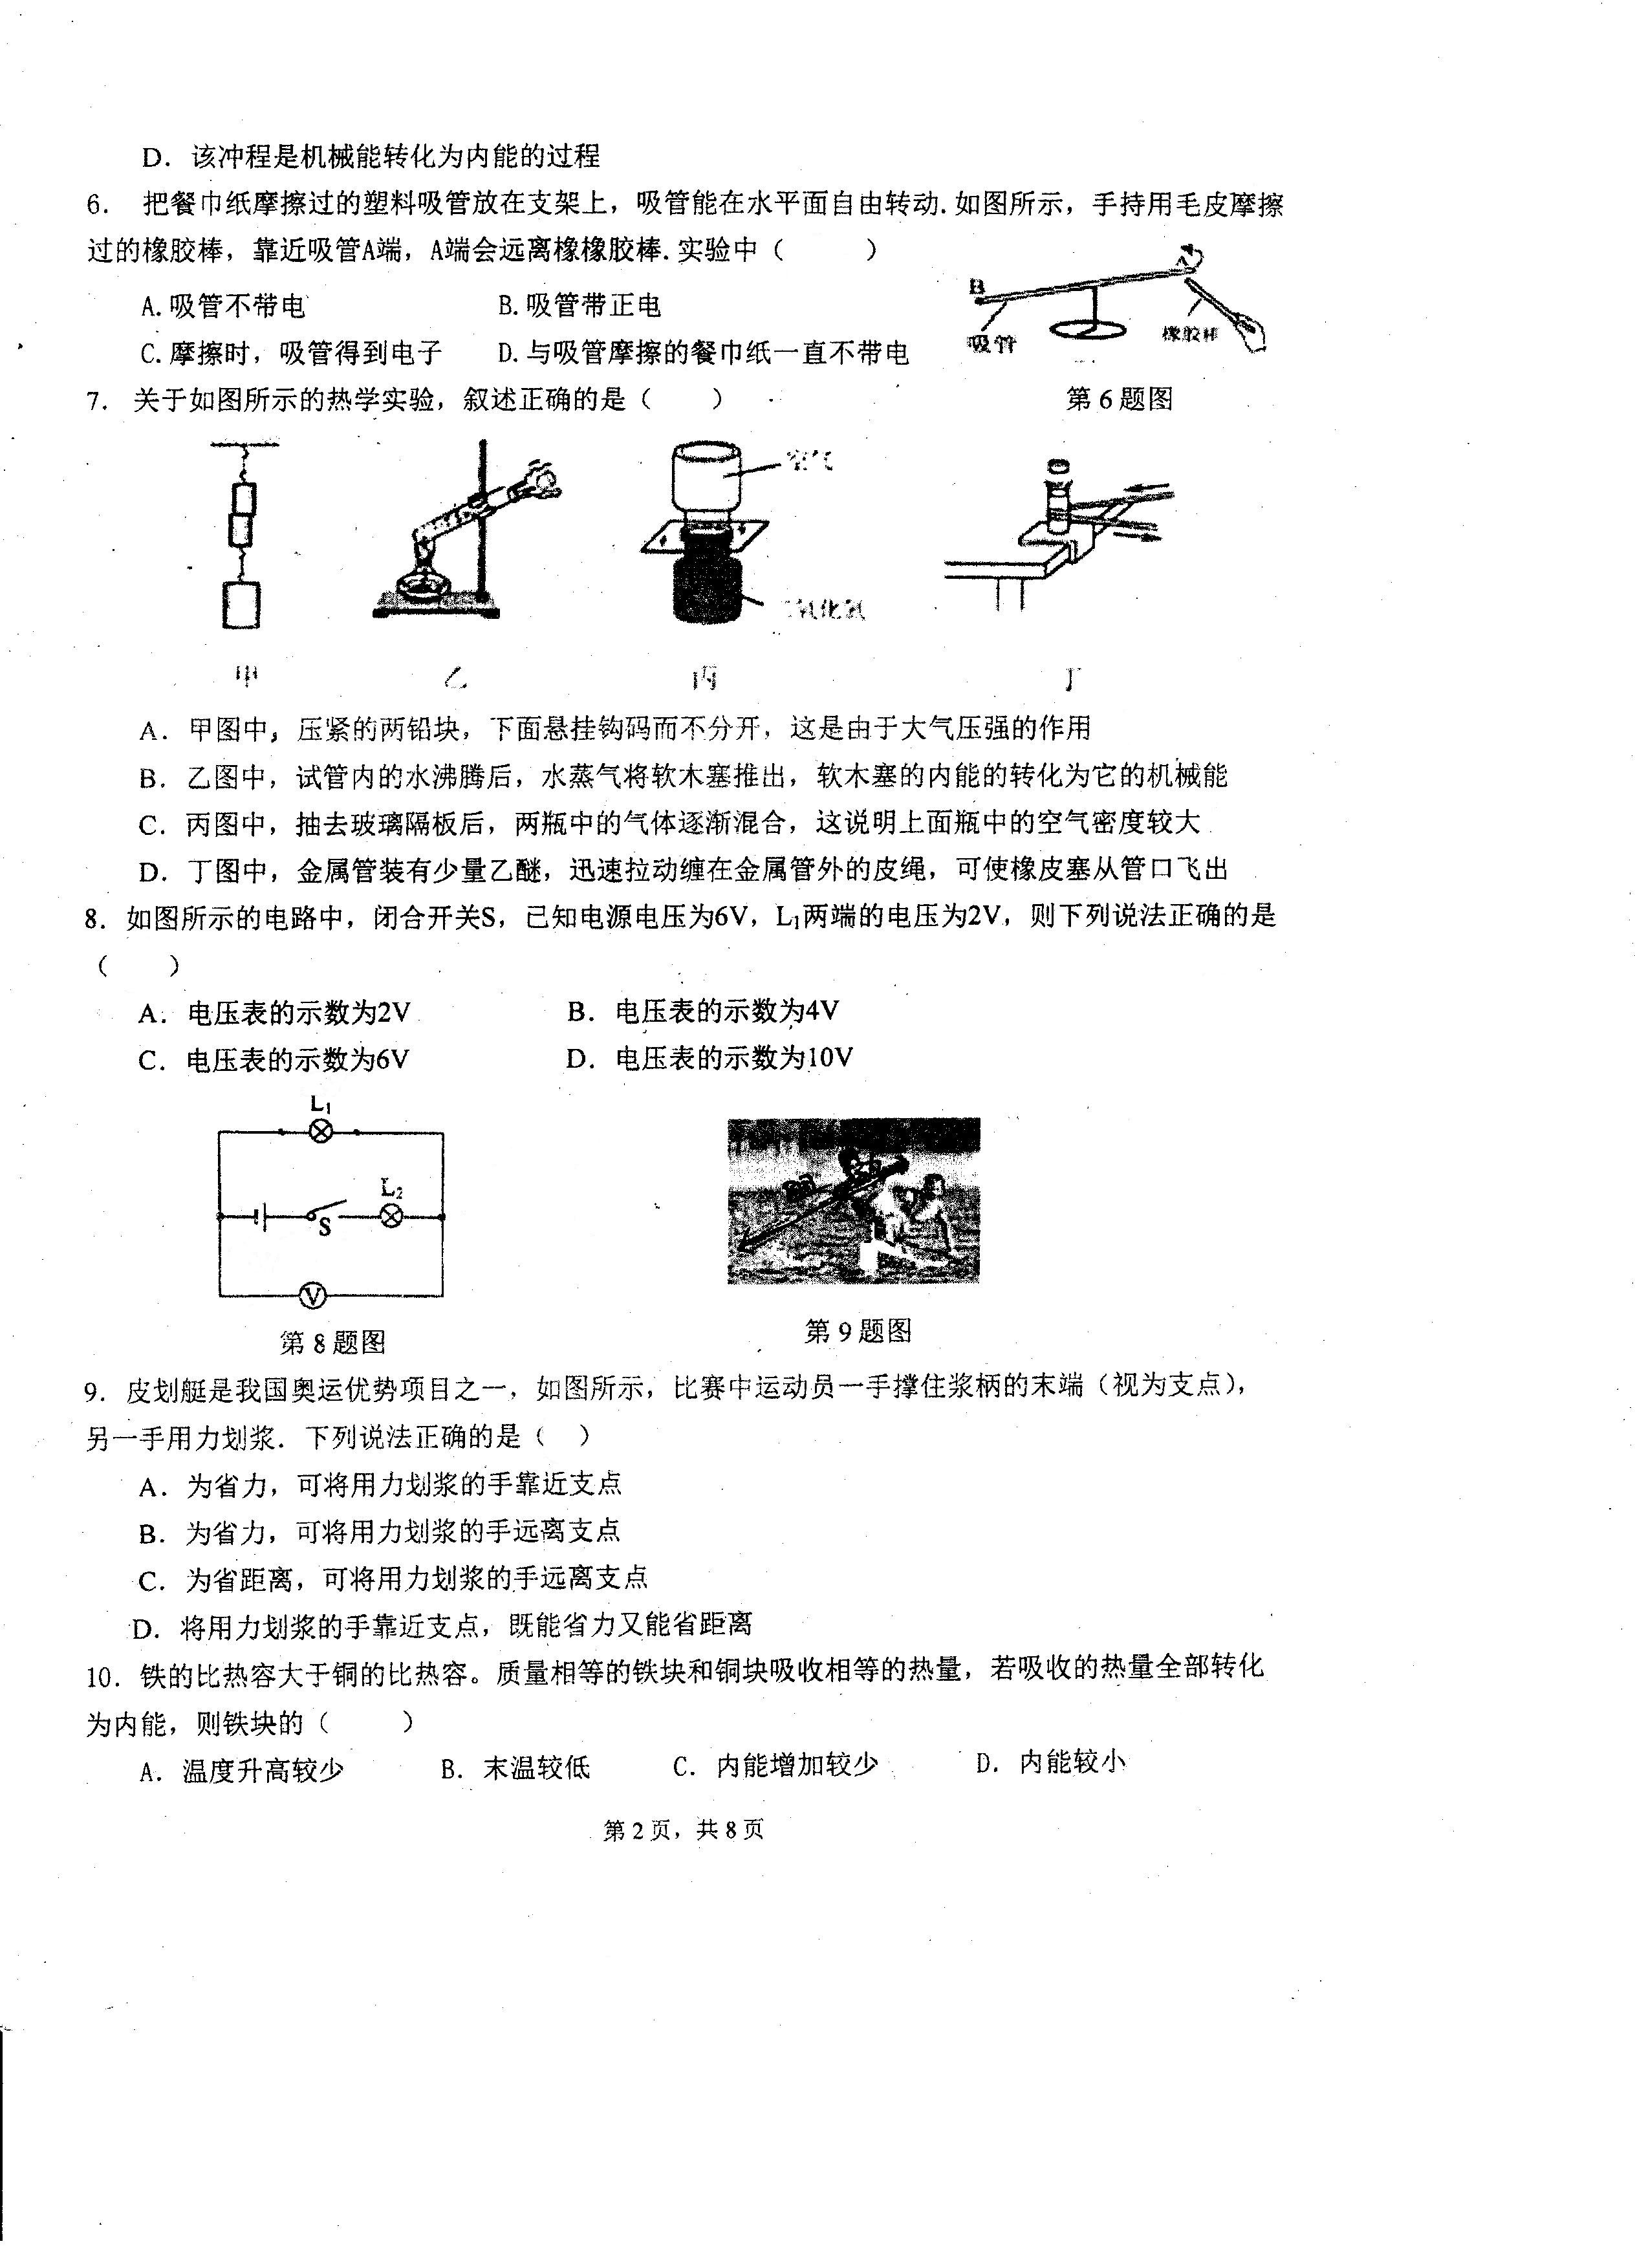 D. 该冲程是机械能转化为内能的过程
6. 把餐巾纸摩擦过的塑料吸管放在支架上，吸管能在水平面自由转动.如图所示，手持用毛皮摩擦
过的橡胶棒，靠近吸管A端，A端会远离橡橡胶棒.实验中（　　）
A.吸管不带电　B.吸管带正电
C.摩擦时，吸管得到电子　D.与吸管摩擦的餐巾纸一直不带电
B　A
吸管　橡胶棒
第6题图
7. 关于如图所示的热学实验，叙述正确的是（　　）
空气
二氧化氮
甲　乙　丙　丁
A. 甲图中，压紧的两铅块，下面悬挂钩码而不分开，这是由于大气压强的作用
B. 乙图中，试管内的水沸腾后，水蒸气将软木塞推出，软木塞的内能的转化为它的机械能
C. 丙图中，抽去玻璃隔板后，两瓶中的气体逐渐混合，这说明上面瓶中的空气密度较大
D. 丁图中，金属管装有少量乙醚，迅速拉动缠在金属管外的皮绳，可使橡皮塞从管口飞出
8. 如图所示的电路中，闭合开关S，已知电源电压为6V，L₁两端的电压为2V，则下列说法正确的是
（　　）
A. 电压表的示数为2V　B. 电压表的示数为4V
C. 电压表的示数为6V　D. 电压表的示数为10V
L₁
L₂
S
V
第8题图　第9题图
9. 皮划艇是我国奥运优势项目之一，如图所示，比赛中运动员一手撑住浆柄的末端（视为支点），
另一手用力划浆．下列说法正确的是（　）
A. 为省力，可将用力划浆的手靠近支点
B. 为省力，可将用力划浆的手远离支点
C. 为省距离，可将用力划浆的手远离支点
D. 将用力划浆的手靠近支点，既能省力又能省距离
10. 铁的比热容大于铜的比热容。质量相等的铁块和铜块吸收相等的热量，若吸收的热量全部转化
为内能，则铁块的（　　）
A. 温度升高较少　B. 末温较低　C. 内能增加较少　D. 内能较小
第2页，共8页